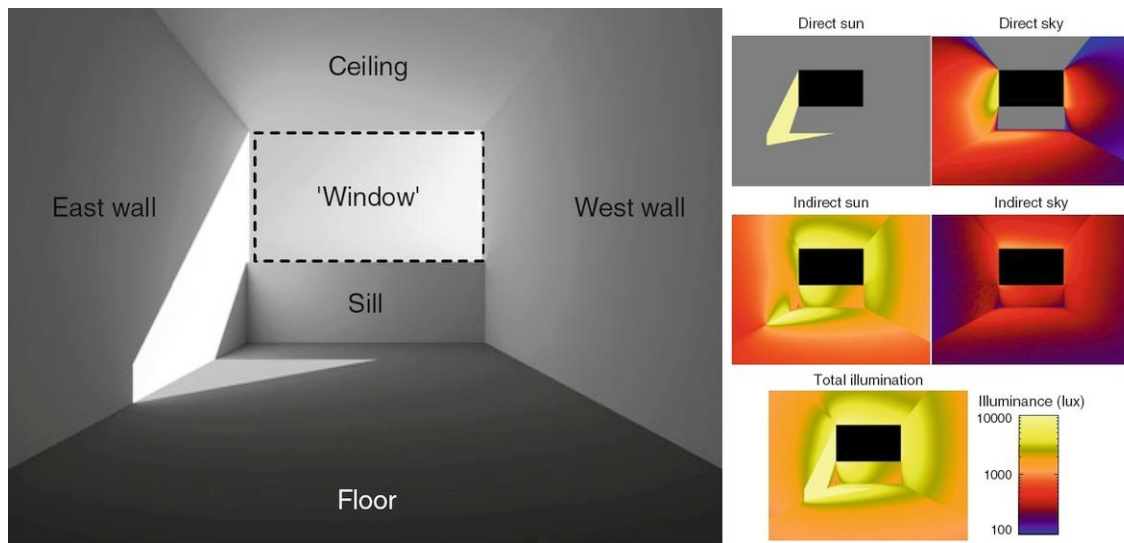 Ceiling
'Window'
East wall
West wall
Sill
Floor
Direct sun
Direct sky
Indirect sun
Indirect sky
Total illumination
Illuminance (lux)
10000
1000
100